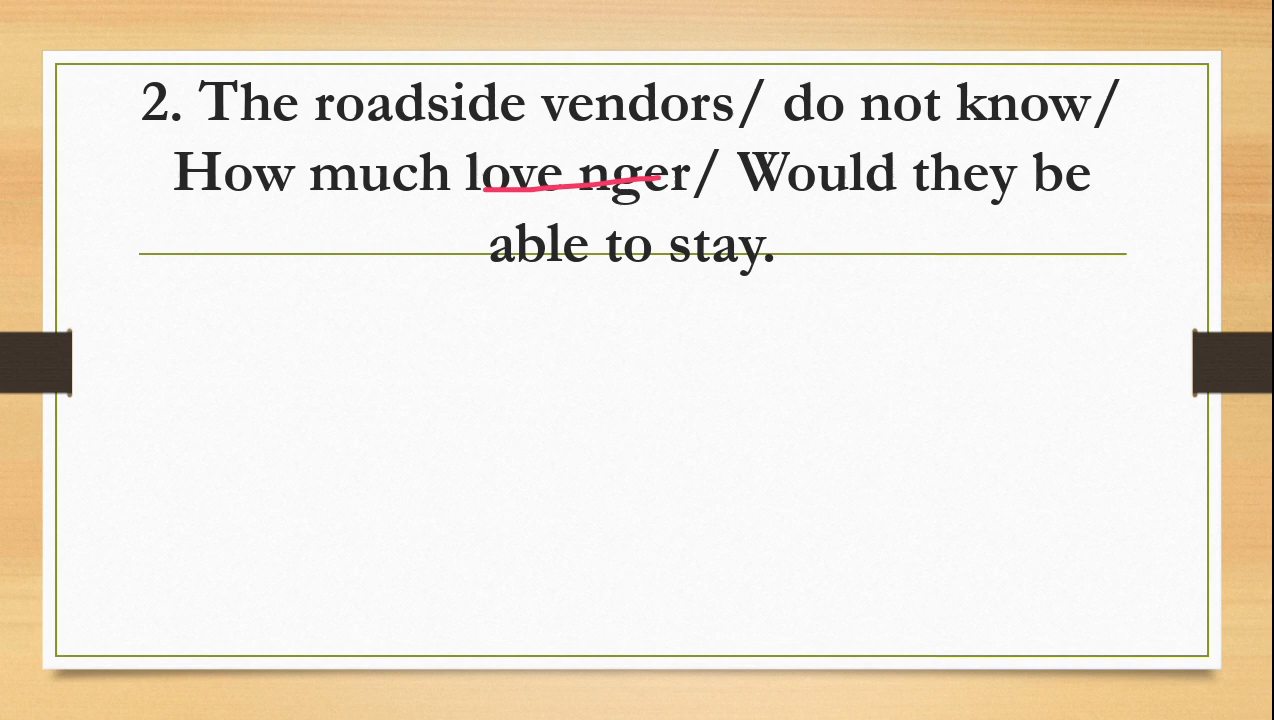 2. The roadside vendors/ do not know/
How much love nger/ Would they be
able to stay.